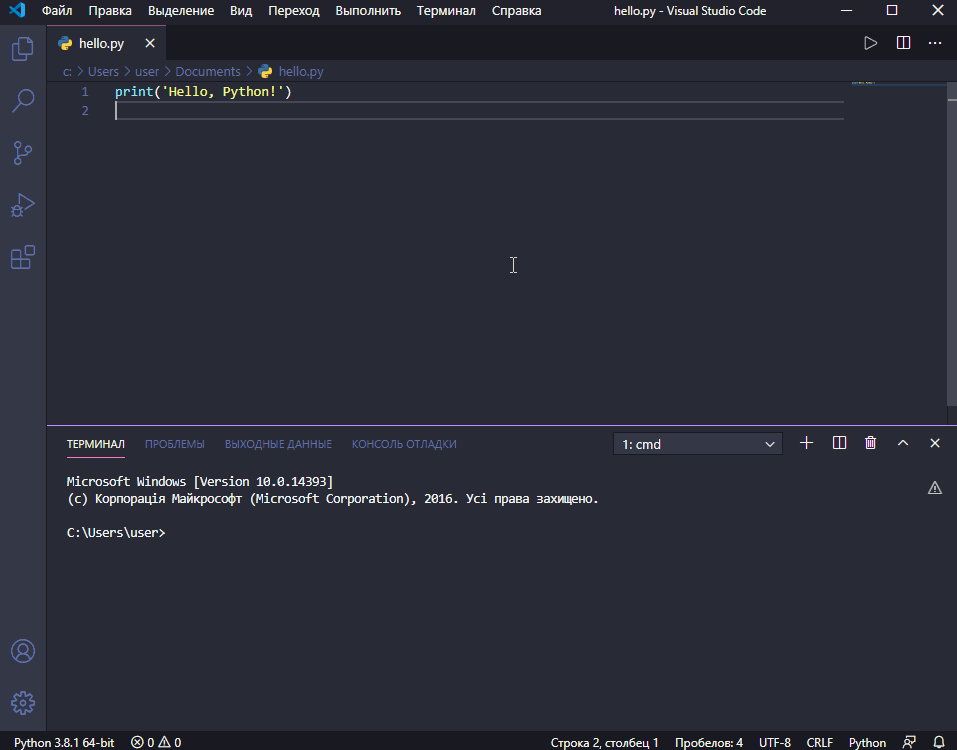 Файл Правка Выделение Вид Переход Выполнить Терминал Справка hello.py - Visual Studio Code
hello.py
c: > Users > user > Documents > hello.py
1 print('Hello, Python!')
2
ТЕРМИНАЛ ПРОБЛЕМЫ ВЫХОДНЫЕ ДАННЫЕ КОНСОЛЬ ОТЛАДКИ 1: cmd
Microsoft Windows [Version 10.0.14393]
(c) Корпорація Майкрософт (Microsoft Corporation), 2016. Усі права захищено.
C:\Users\user>
Python 3.8.1 64-bit 0 0 Строка 2, столбец 1 Пробелов: 4 UTF-8 CRLF Python